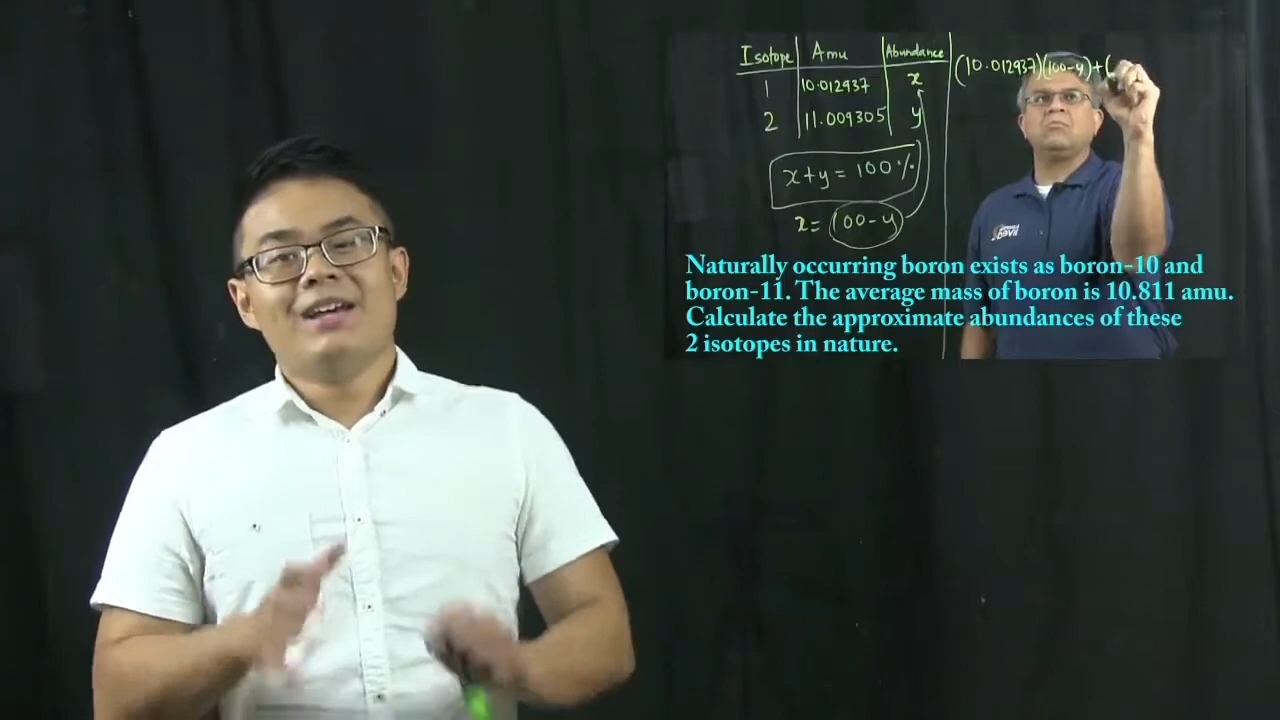 Isotope Amu Abundance
1 10.012937 x
2 11.009305 y
x+y = 100%
x = 100-y
(10.012937)(100-y)+(
Naturally occurring boron exists as boron-10 and
boron-11. The average mass of boron is 10.811 amu.
Calculate the approximate abundances of these
2 isotopes in nature.